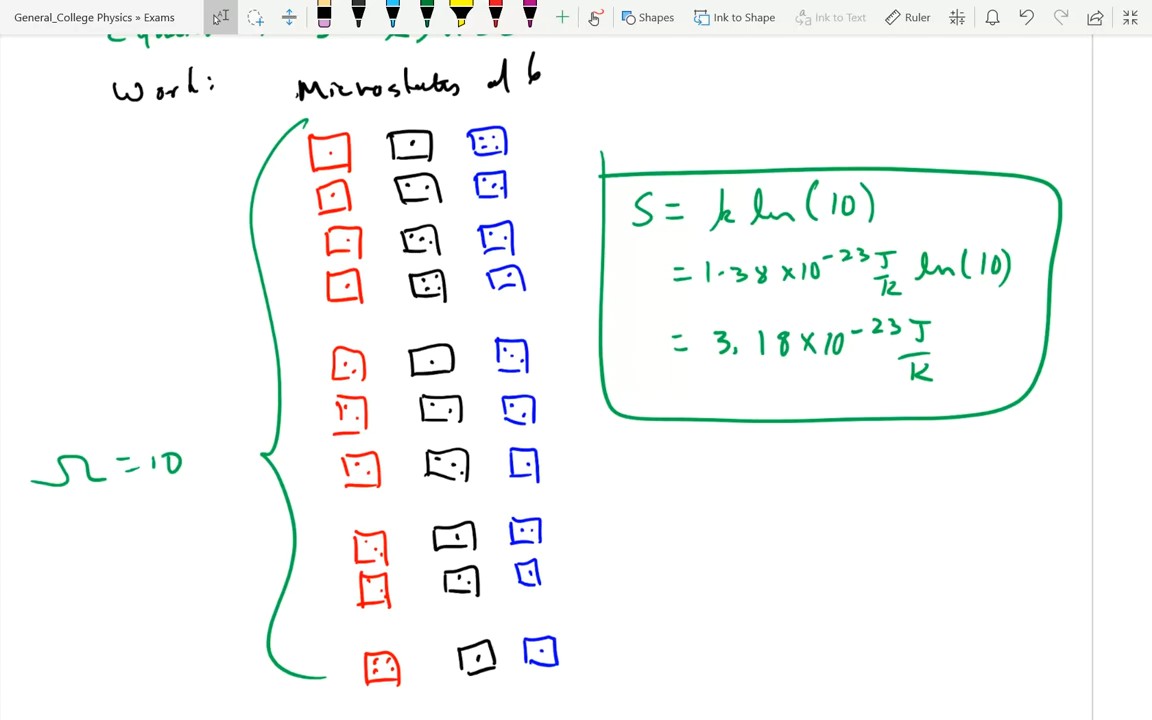 General_College Physics » Exams
Shapes
Ink to Shape
Ink to Text
Ruler
Work: Microstates of 6
S = k ln(10)
= 1.38 ×10⁻²³ J/K ln(10)
= 3.18 ×10⁻²³ J/K
Ω = 10